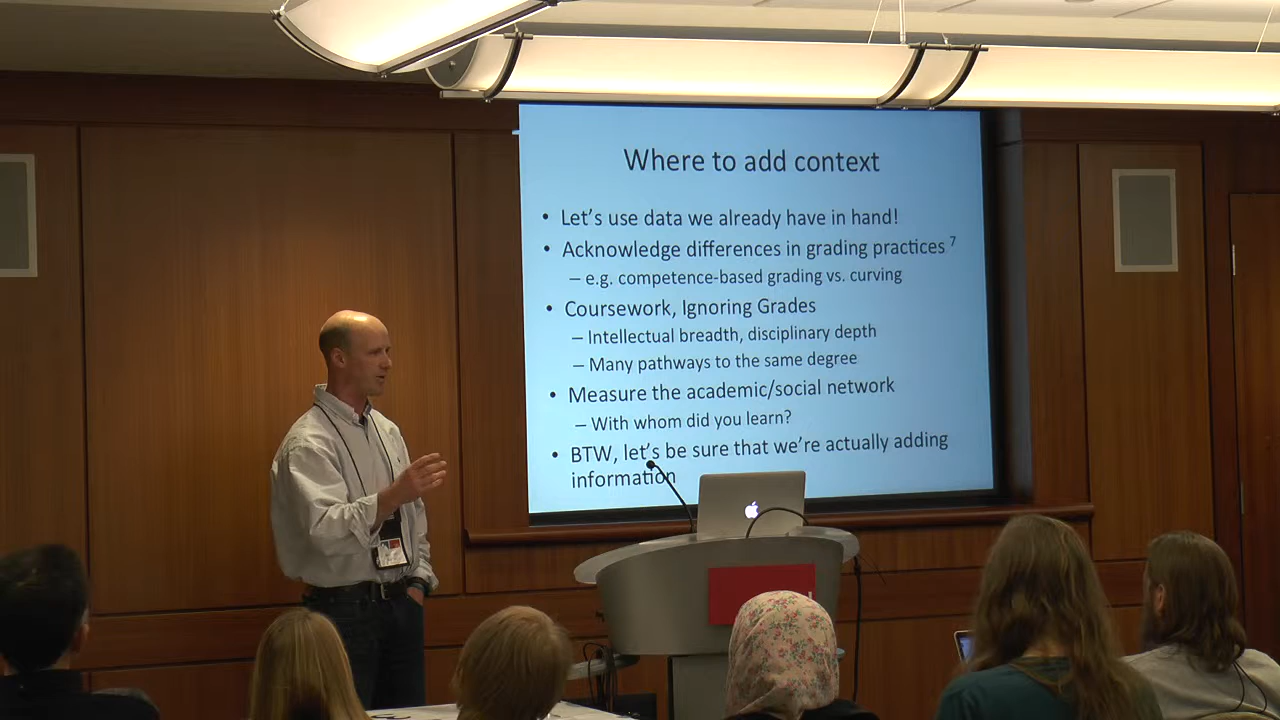 Where to add context
• Let's use data we already have in hand!
• Acknowledge differences in grading practices 7
– e.g. competence-based grading vs. curving
• Coursework, Ignoring Grades
– Intellectual breadth, disciplinary depth
– Many pathways to the same degree
• Measure the academic/social network
– With whom did you learn?
• BTW, let's be sure that we're actually adding
information